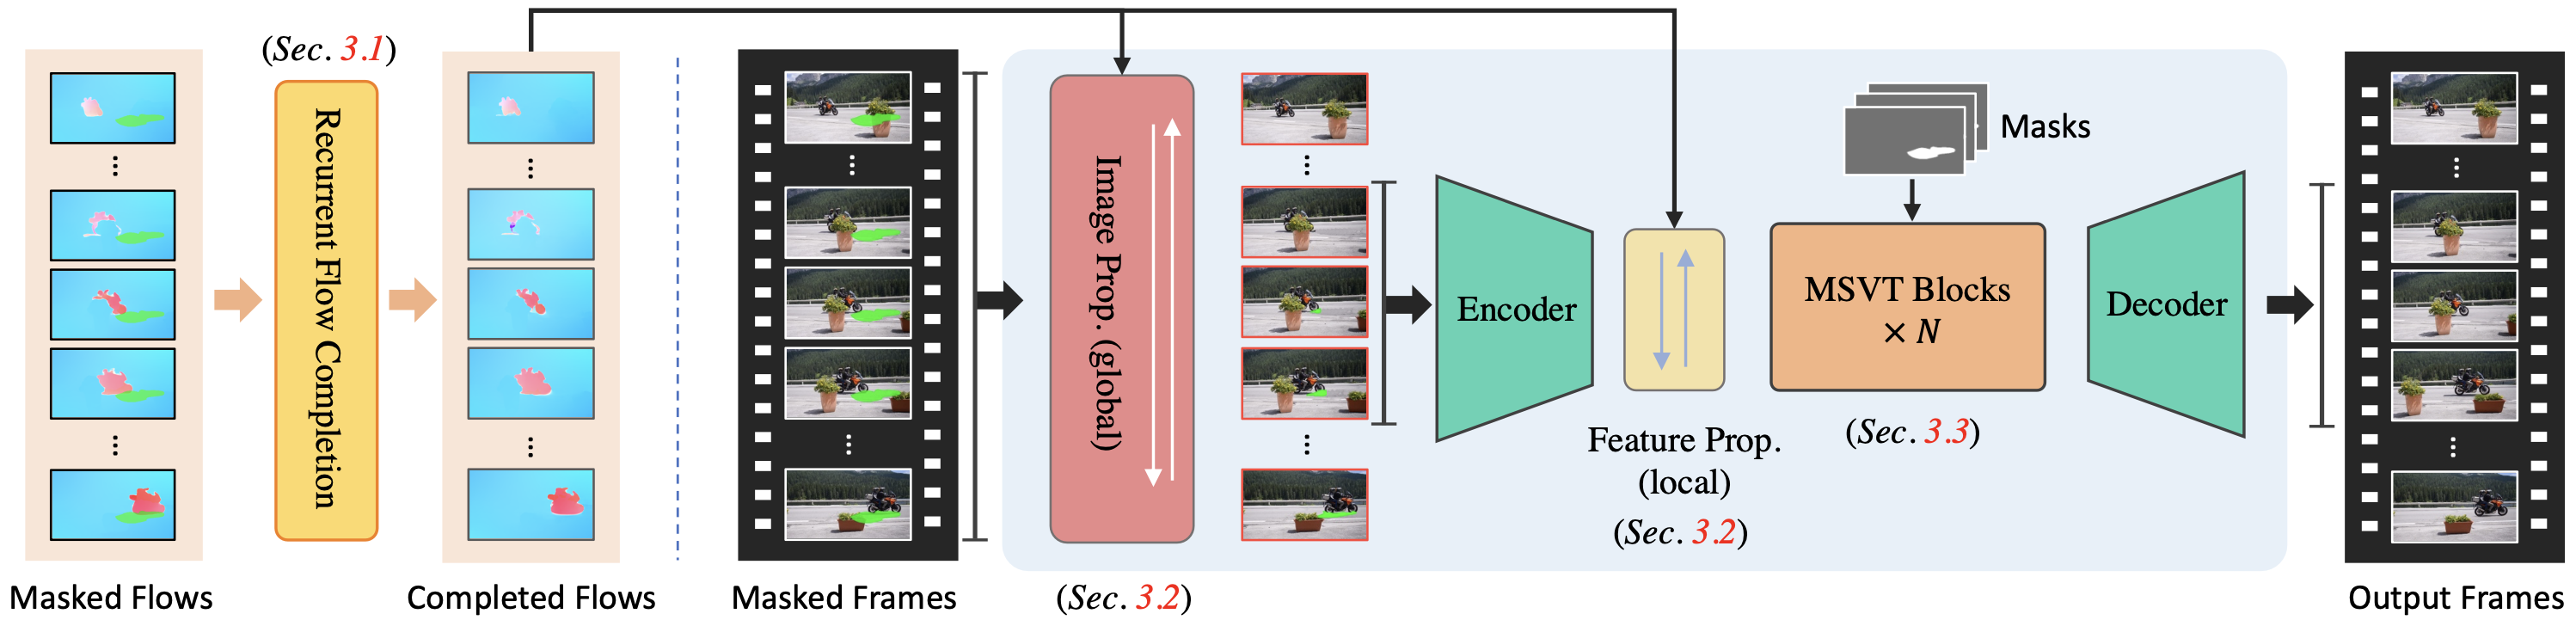 (Sec. 3.1)
Recurrent Flow Completion
Masked Flows
Completed Flows
Masked Frames
Image Prop. (global)
(Sec. 3.2)
Encoder
Feature Prop.
(local)
(Sec. 3.2)
Masks
MSVT Blocks
× N
(Sec. 3.3)
Decoder
Output Frames